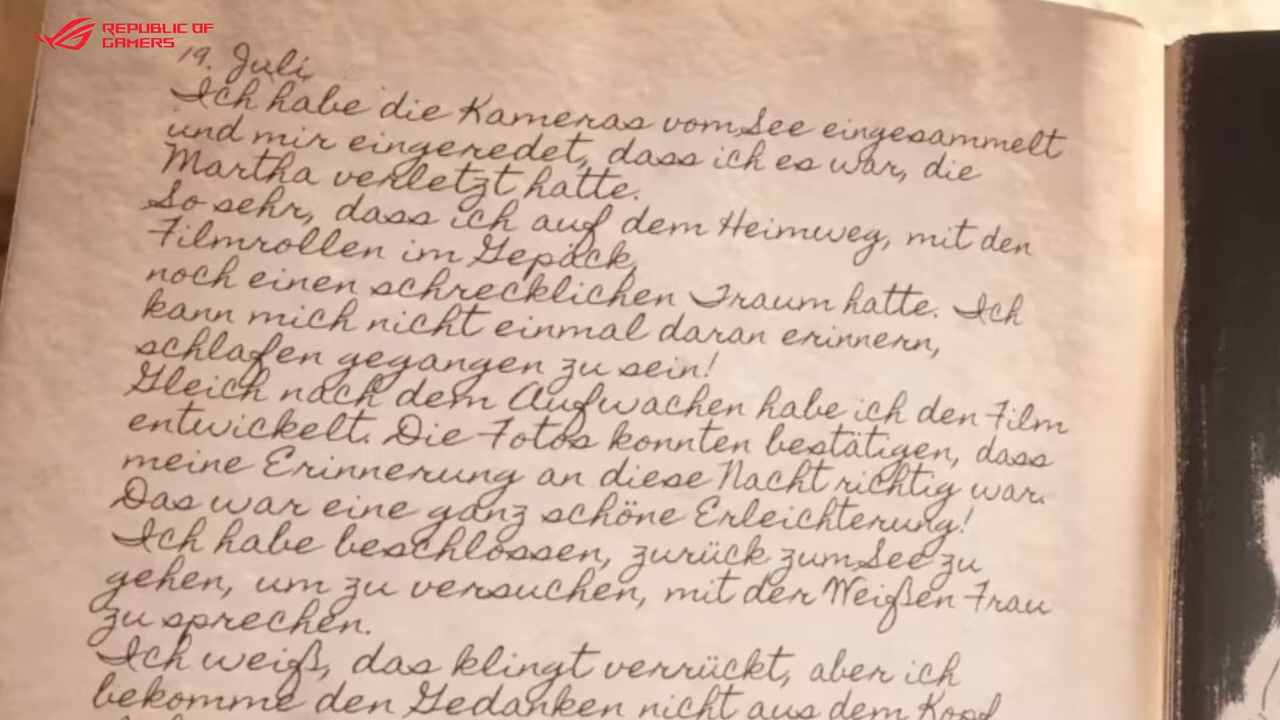 REPUBLIC OF
GAMERS
19. Juli
Ich habe die Kameras vom See eingesammelt
und mir eingeredet, dass ich es war, die
Martha verletzt hatte.
So sehr, dass ich auf dem Heimweg, mit den
Filmrollen im Gepäck,
noch einen schrecklichen Traum hatte. Ich
kann mich nicht einmal daran erinnern,
schlafen gegangen zu sein!
Gleich nach dem Aufwachen habe ich den Film
entwickelt. Die Fotos konnten bestätigen, dass
meine Erinnerung an diese Nacht richtig war.
Das war eine ganz schöne Erleichterung!
Ich habe beschlossen, zurück zum See zu
gehen, um zu versuchen, mit der Weißen Frau
zu sprechen.
Ich weiß, das klingt verrückt, aber ich
bekomme den Gedanken nicht aus dem Kopf